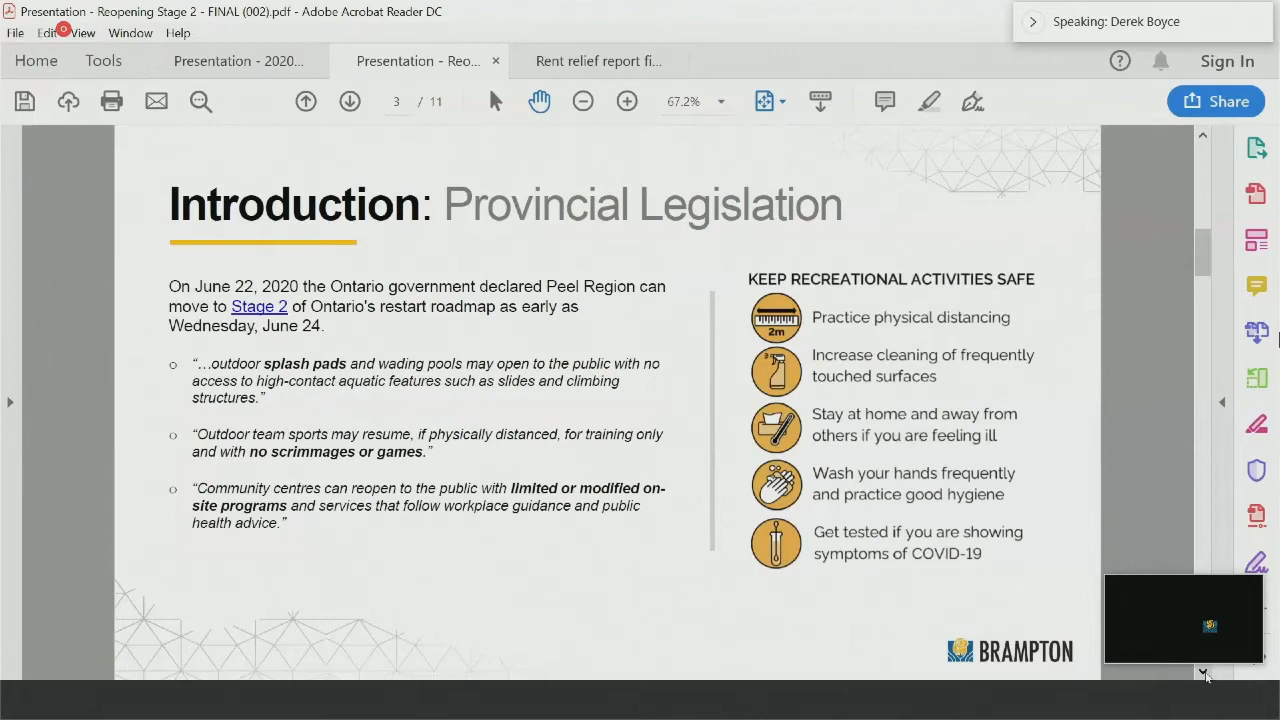 Presentation - Reopening Stage 2 - FINAL (002).pdf - Adobe Acrobat Reader DC
Speaking: Derek Boyce
File Edit View Window Help
Home Tools Presentation - 2020... Presentation - Reo... × Rent relief report fi... Sign In
3 / 11 67.2% Share
Introduction: Provincial Legislation
On June 22, 2020 the Ontario government declared Peel Region can
move to Stage 2 of Ontario's restart roadmap as early as
Wednesday, June 24.
o "…outdoor splash pads and wading pools may open to the public with no
access to high-contact aquatic features such as slides and climbing
structures."
o "Outdoor team sports may resume, if physically distanced, for training only
and with no scrimmages or games."
o "Community centres can reopen to the public with limited or modified on-
site programs and services that follow workplace guidance and public
health advice."
KEEP RECREATIONAL ACTIVITIES SAFE
2m
Practice physical distancing
Increase cleaning of frequently
touched surfaces
Stay at home and away from
others if you are feeling ill
Wash your hands frequently
and practice good hygiene
Get tested if you are showing
symptoms of COVID-19
BRAMPTON